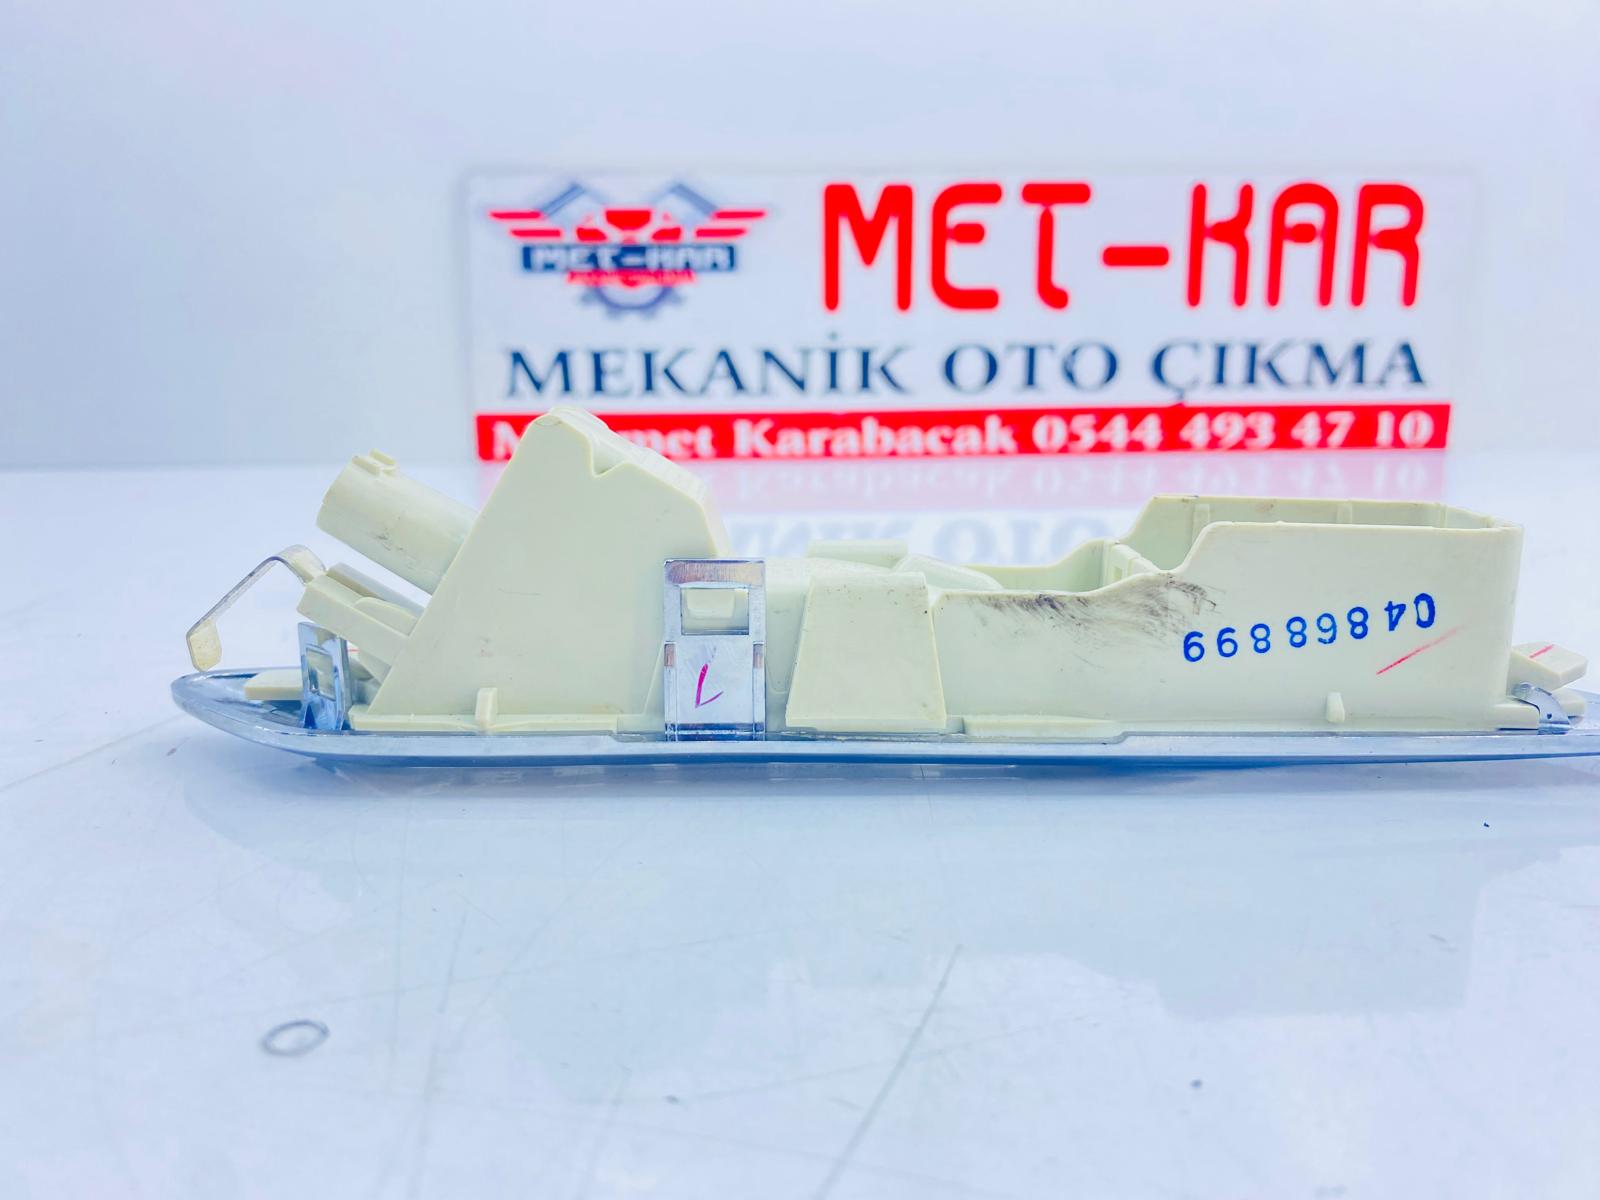 MET-KAR
MET-KAR
MEKANİK OTO ÇIKMA
Karabacak 0544 493 47 10
04868899